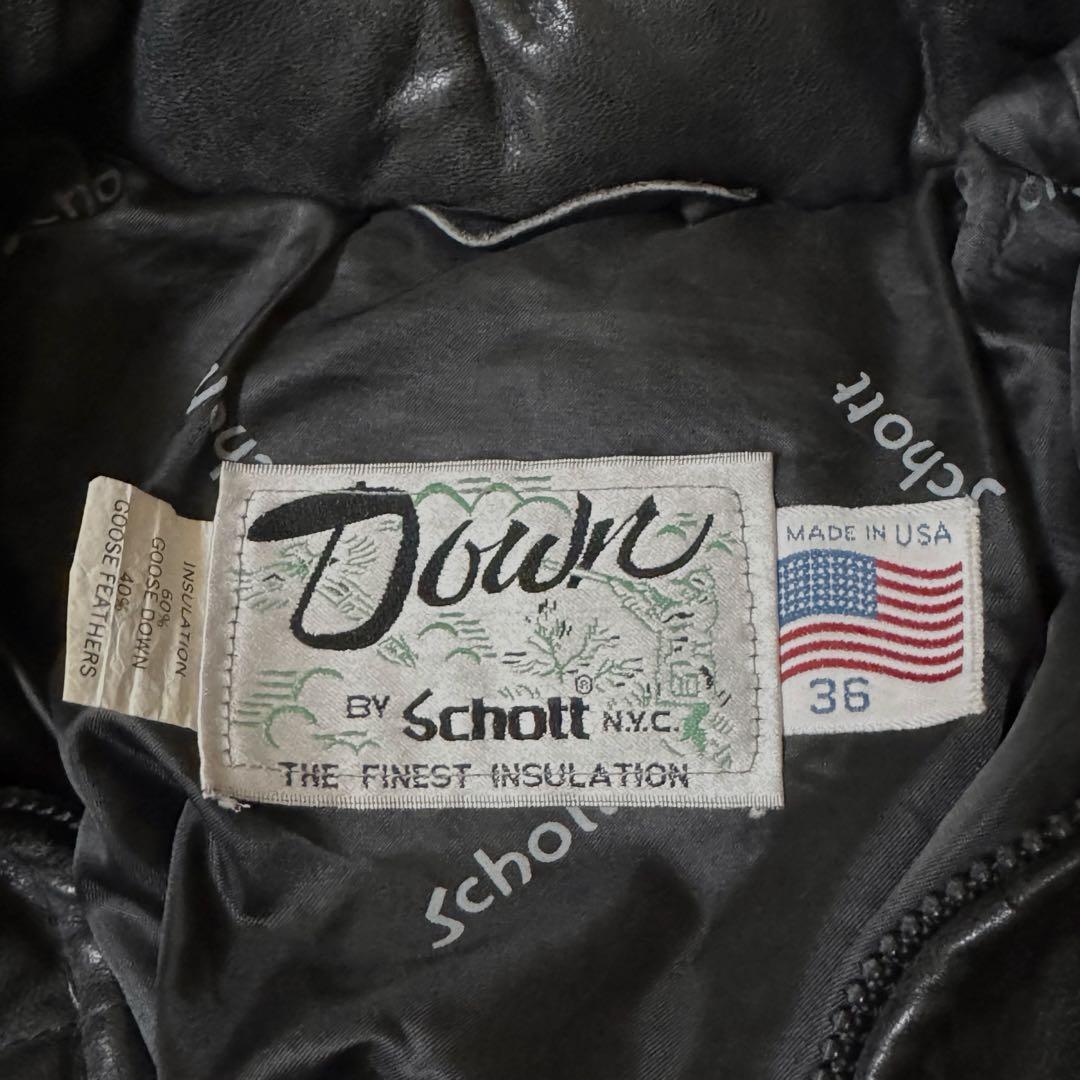 Schott
INSULATION
60%
GOOSE DOWN
40%
GOOSE FEATHERS
Down
BY Schott® N.Y.C.
THE FINEST INSULATION
MADE IN USA
36
Schott